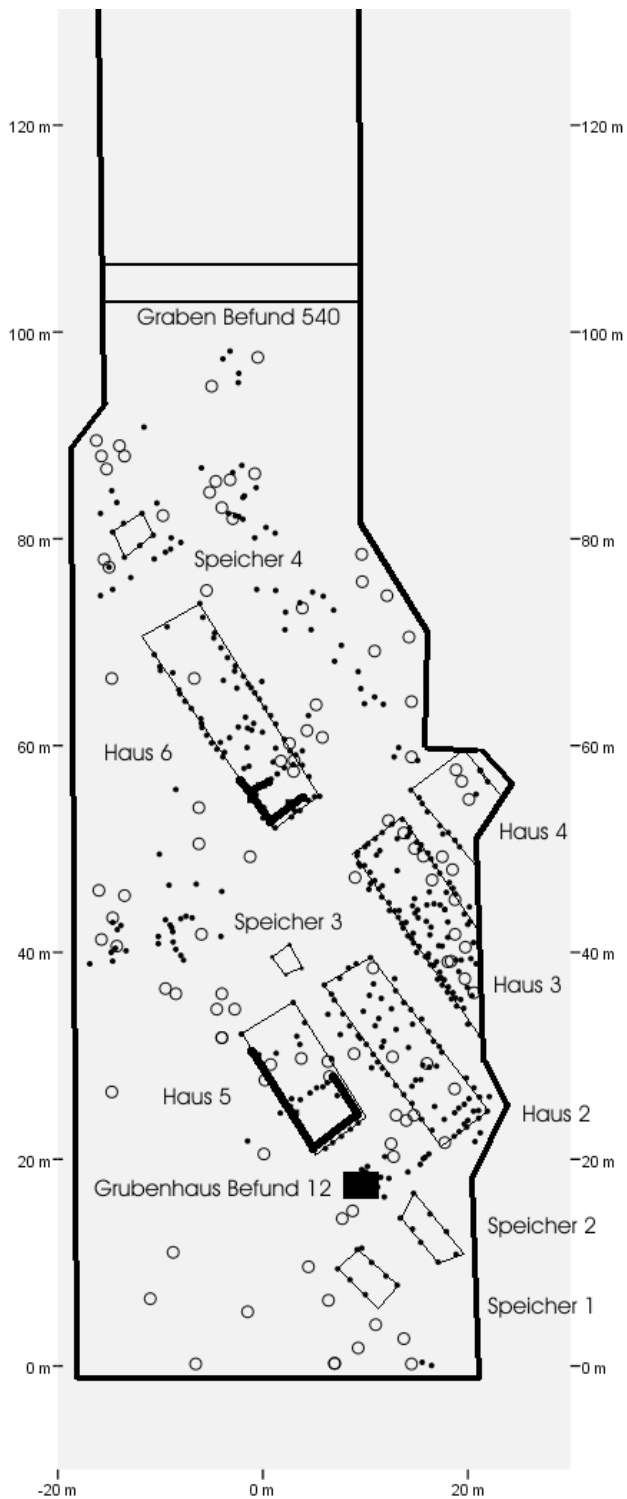 120 m
120 m
100 m
100 m
Graben Befund 540
80 m
80 m
Speicher 4
60 m
60 m
Haus 6
Haus 4
Speicher 3
40 m
40 m
Haus 3
Haus 5
Haus 2
20 m
20 m
Grubenhaus Befund 12
Speicher 2
Speicher 1
0 m
0 m
-20 m
0 m
20 m